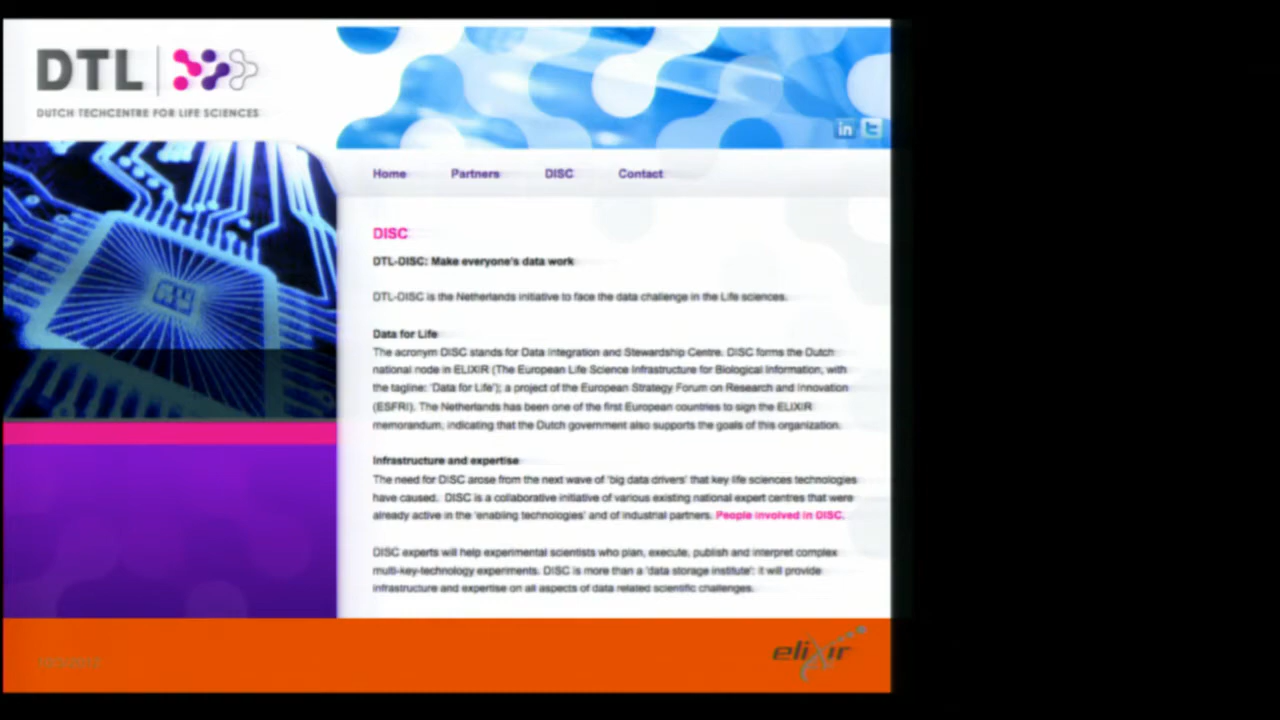 DTL
DUTCH TECHCENTRE FOR LIFE SCIENCES
in
Home Partners DISC Contact
DISC
DTL-DISC: Make everyone's data work
DTL-DISC is the Netherlands initiative to face the data challenge in the Life sciences.
Data for Life
The acronym DISC stands for Data Integration and Stewardship Centre. DISC forms the Dutch
national node in ELIXIR (The European Life Science Infrastructure for Biological Information, with
the tagline: 'Data for Life'); a project of the European Strategy Forum on Research and Innovation
(ESFRI). The Netherlands has been one of the first European countries to sign the ELIXIR
memorandum, indicating that the Dutch government also supports the goals of this organization.
Infrastructure and expertise
The need for DISC arose from the next wave of 'big data drivers' that key life sciences technologies
have caused. DISC is a collaborative initiative of various existing national expert centres that were
already active in the 'enabling technologies' and of industrial partners. People involved in DISC.
DISC experts will help experimental scientists who plan, execute, publish and interpret complex
multi-key-technology experiments. DISC is more than a 'data storage institute': it will provide
infrastructure and expertise on all aspects of data related scientific challenges.
elixir